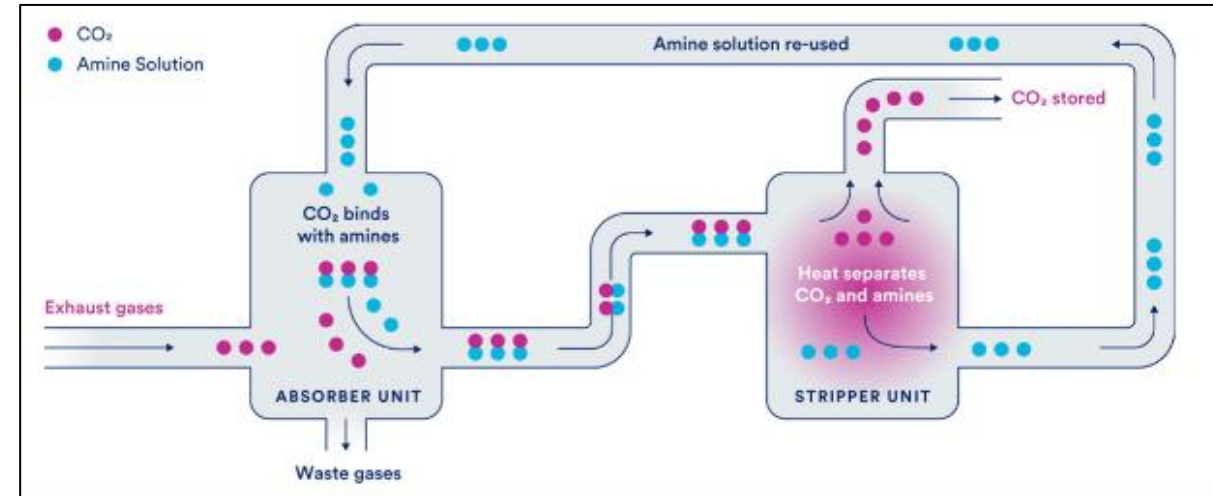 CO₂
Amine Solution
Amine solution re-used
CO₂ stored
CO₂ binds
with amines
Exhaust gases
Heat separates
CO₂ and amines
ABSORBER UNIT
STRIPPER UNIT
Waste gases